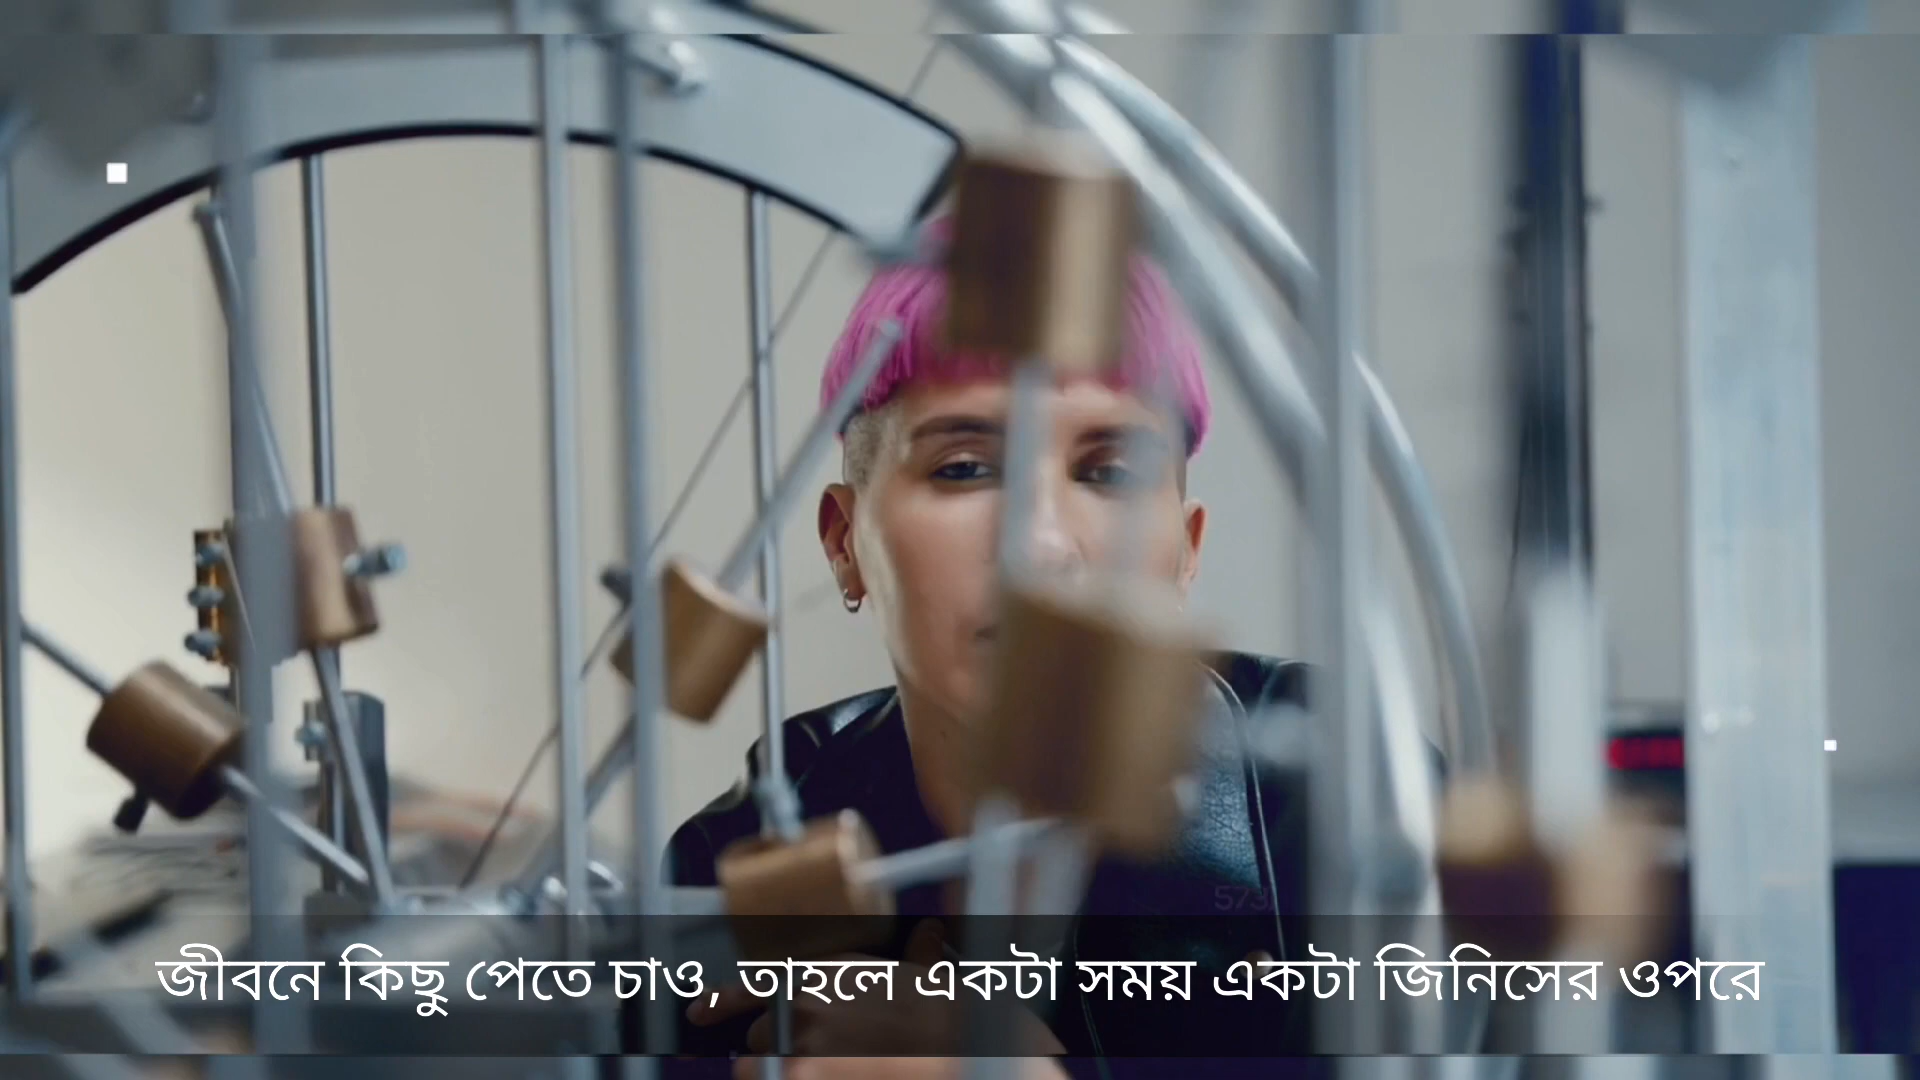 জীবনে কিছু পেতে চাও, তাহলে একটা সময় একটা জিনিসের ওপরে